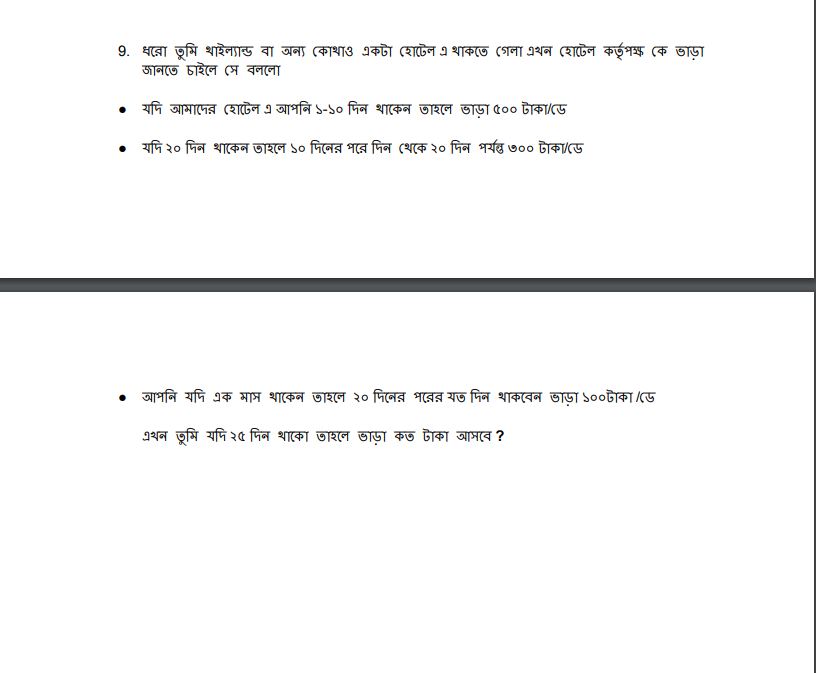 9. ধরো তুমি থাইল্যান্ড বা অন্য কোথাও একটা হোটেল এ থাকতে গেলা এখন হোটেল কর্তৃপক্ষ কে ভাড়া
জানতে চাইলে সে বললো
● যদি আমাদের হোটেল এ আপনি ১-১০ দিন থাকেন তাহলে ভাড়া ৫০০ টাকা/ডে
● যদি ২০ দিন থাকেন তাহলে ১০ দিনের পরে দিন থেকে ২০ দিন পর্যন্ত ৩০০ টাকা/ডে
● আপনি যদি এক মাস থাকেন তাহলে ২০ দিনের পরের যত দিন থাকবেন ভাড়া ১০০টাকা /ডে
এখন তুমি যদি ২৫ দিন থাকো তাহলে ভাড়া কত টাকা আসবে ?